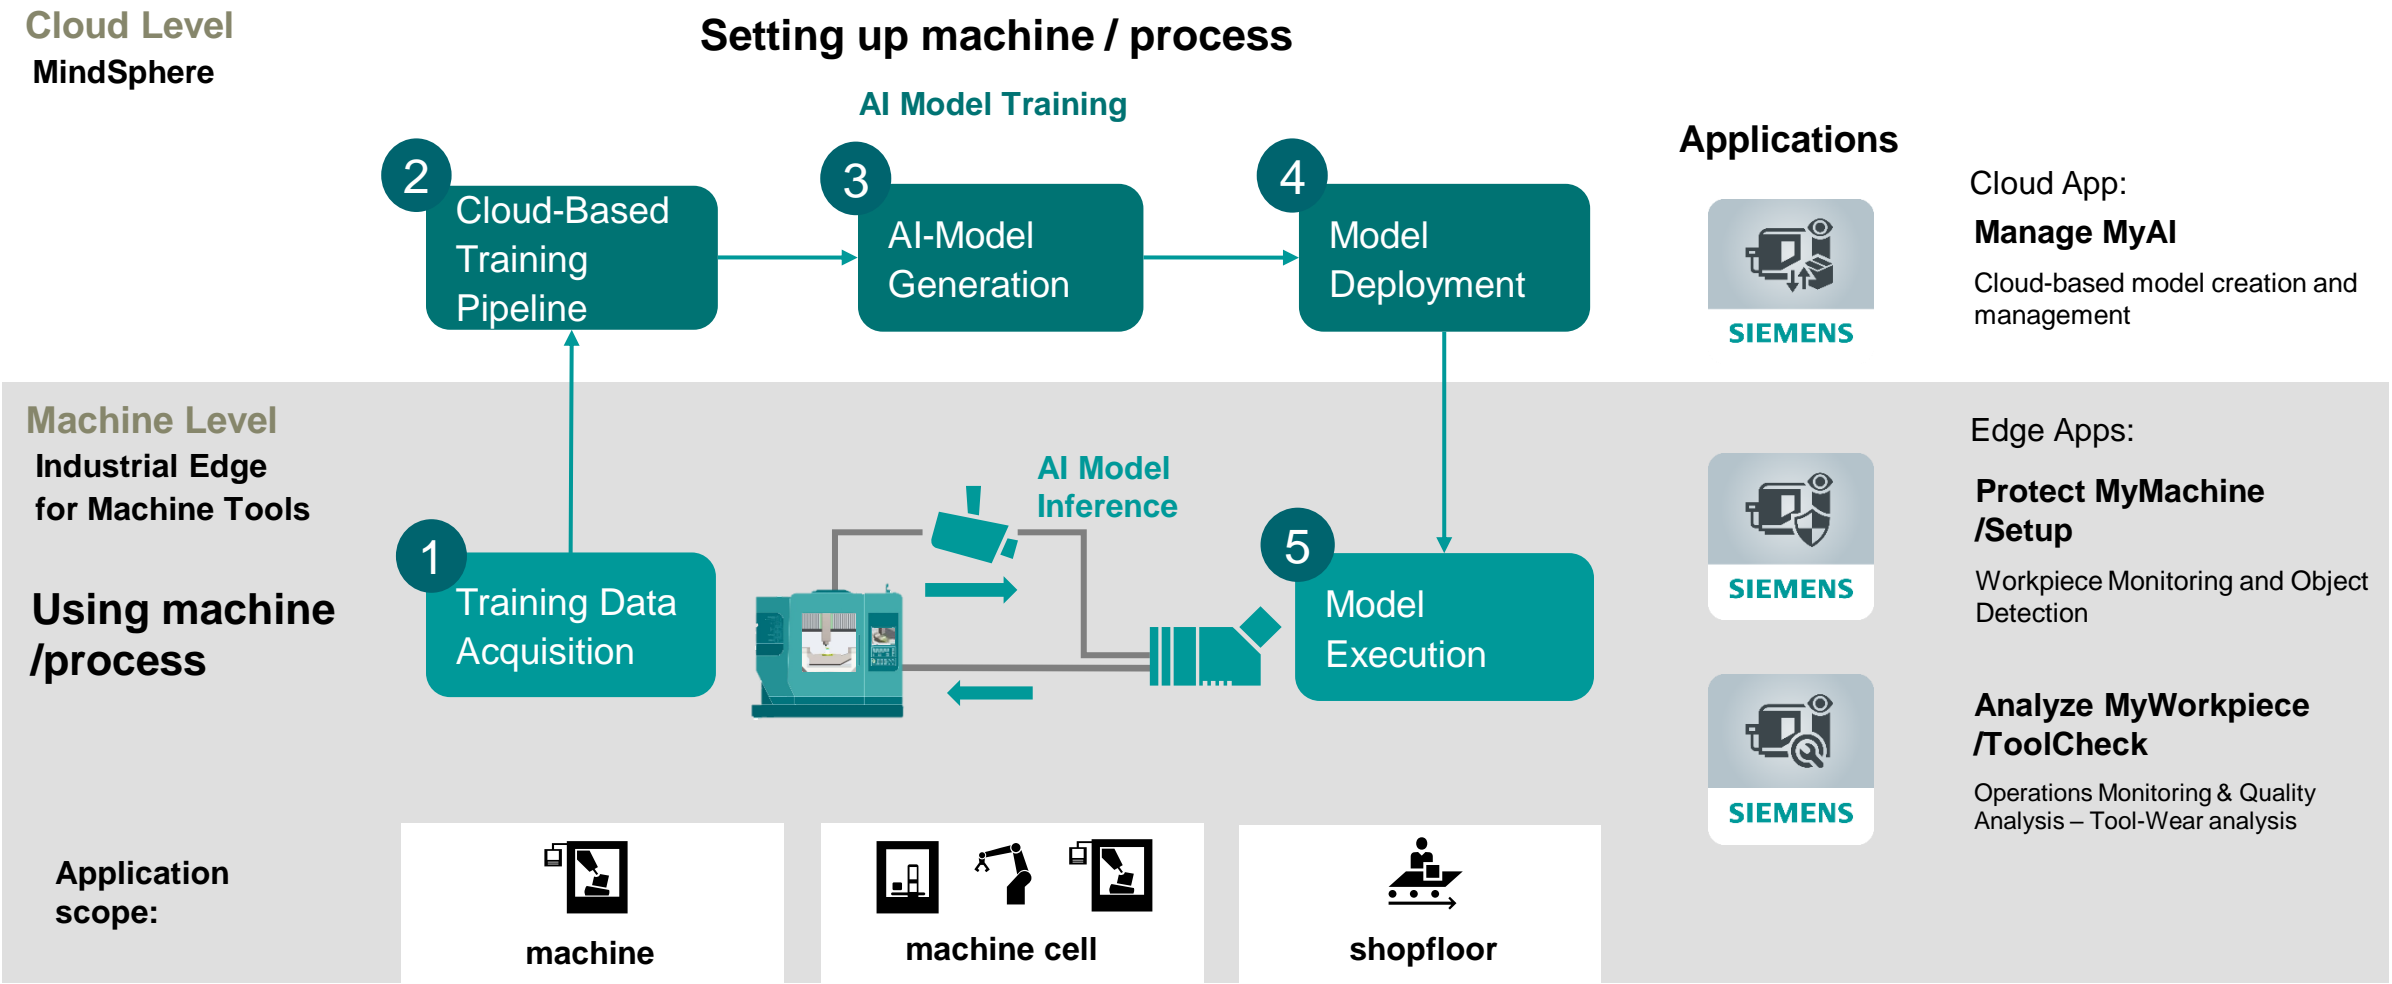 Cloud Level
MindSphere
Setting up machine / process
AI Model Training
2
Cloud-Based
Training
Pipeline
3
AI-Model
Generation
4
Model
Deployment
Applications
SIEMENS
Cloud App:
Manage MyAI
Cloud-based model creation and
management
Machine Level
Industrial Edge
for Machine Tools
Using machine
/process
1
Training Data
Acquisition
AI Model
Inference
5
Model
Execution
Edge Apps:
SIEMENS
Protect MyMachine
/Setup
Workpiece Monitoring and Object
Detection
SIEMENS
Analyze MyWorkpiece
/ToolCheck
Operations Monitoring & Quality
Analysis – Tool-Wear analysis
Application
scope:
machine
machine cell
shopfloor